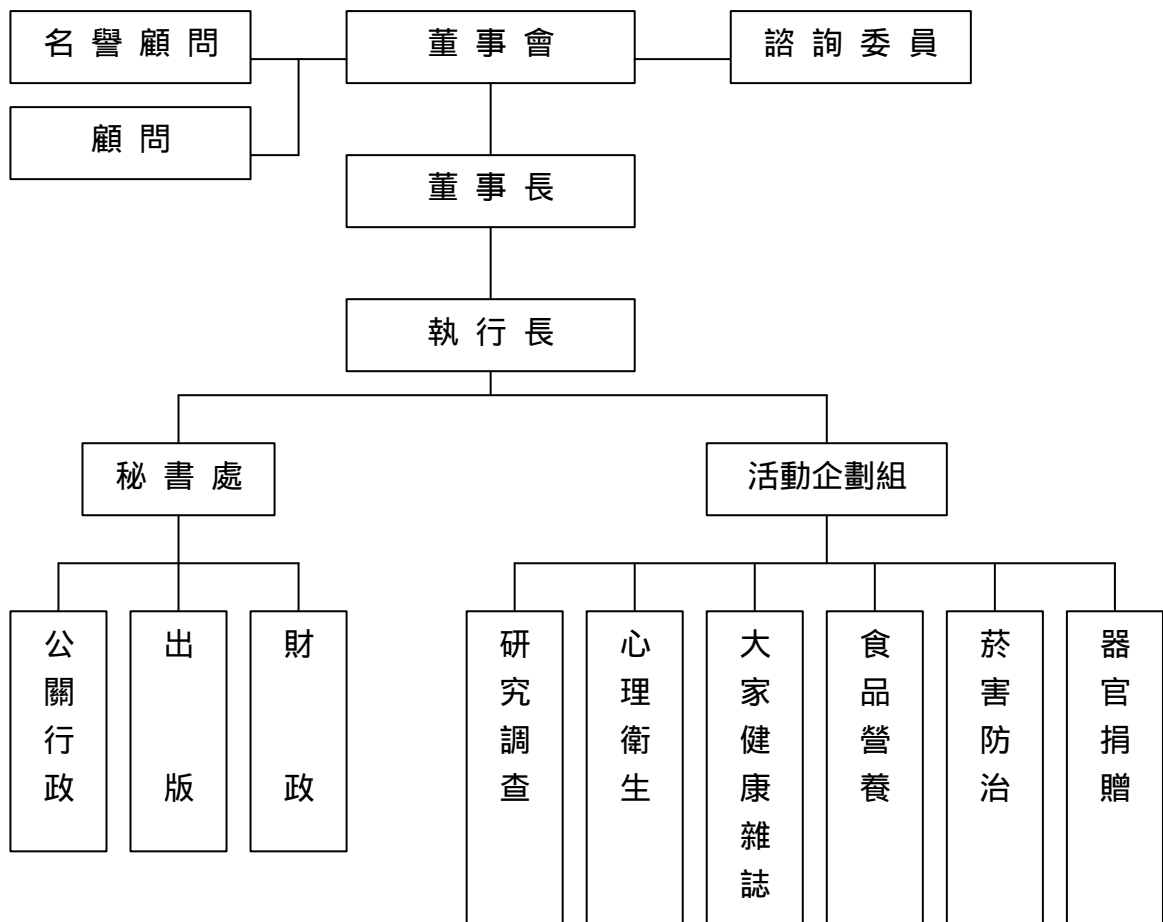 名譽顧問
董事會
諮詢委員
顧問
董事長
執行長
秘書處
活動企劃組
公關行政
出版
財政
研究調查
心理衛生
大家健康雜誌
食品營養
菸害防治
器官捐贈